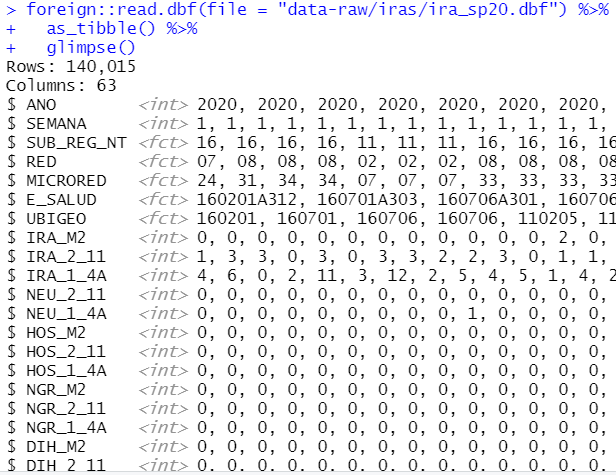 > foreign::read.dbf(file = "data-raw/iras/ira_sp20.dbf") %>%
+   as_tibble() %>%
+   glimpse()
Rows: 140,015
Columns: 63
$ ANO        <int> 2020, 2020, 2020, 2020, 2020, 2020, 2020,
$ SEMANA     <int> 1, 1, 1, 1, 1, 1, 1, 1, 1, 1, 1, 1, 1, 1,
$ SUB_REG_NT <fct> 16, 16, 16, 16, 11, 11, 11, 16, 16, 16, 16
$ RED        <fct> 07, 08, 08, 08, 02, 02, 02, 08, 08, 08, 08
$ MICRORED   <fct> 24, 31, 34, 34, 07, 07, 07, 33, 33, 33, 33
$ E_SALUD    <fct> 160201A312, 160701A303, 160706A301, 160706
$ UBIGEO     <fct> 160201, 160701, 160706, 160706, 110205, 11
$ IRA_M2     <int> 0, 0, 0, 0, 0, 0, 0, 0, 0, 0, 0, 0, 2, 0,
$ IRA_2_11   <int> 1, 3, 3, 0, 3, 0, 3, 3, 2, 2, 3, 0, 1, 1,
$ IRA_1_4A   <int> 4, 6, 0, 2, 11, 3, 12, 2, 5, 4, 5, 1, 4, 2
$ NEU_2_11   <int> 0, 0, 0, 0, 0, 0, 0, 0, 0, 0, 0, 0, 0, 0,
$ NEU_1_4A   <int> 0, 0, 0, 0, 0, 0, 0, 0, 0, 1, 0, 0, 0, 0,
$ HOS_M2     <int> 0, 0, 0, 0, 0, 0, 0, 0, 0, 0, 0, 0, 0, 0,
$ HOS_2_11   <int> 0, 0, 0, 0, 0, 0, 0, 0, 0, 0, 0, 0, 0, 0,
$ HOS_1_4A   <int> 0, 0, 0, 0, 0, 0, 0, 0, 0, 0, 0, 0, 0, 0,
$ NGR_M2     <int> 0, 0, 0, 0, 0, 0, 0, 0, 0, 0, 0, 0, 0, 0,
$ NGR_2_11   <int> 0, 0, 0, 0, 0, 0, 0, 0, 0, 0, 0, 0, 0, 0,
$ NGR_1_4A   <int> 0, 0, 0, 0, 0, 0, 0, 0, 0, 0, 0, 0, 0, 0,
$ DIH_M2     <int> 0, 0, 0, 0, 0, 0, 0, 0, 0, 0, 0, 0, 0, 0,
$ DIH_2_11   <int> 0, 0, 0, 0, 0, 0, 0, 0, 0, 0, 0, 0, 0, 0,